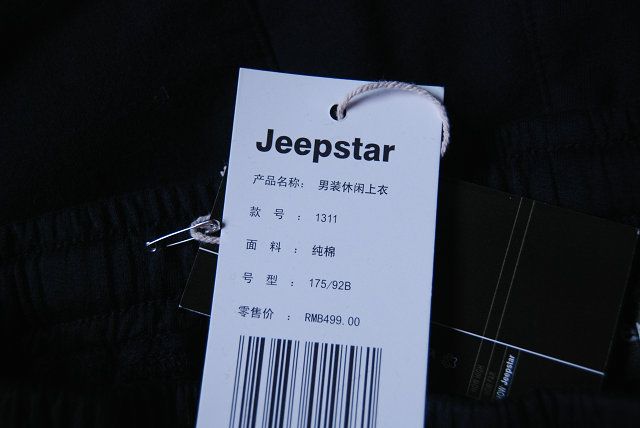 Jeepstar
产品名称： 男装休闲上衣
款 号 ： 1311
面 料 ： 纯棉
号 型 ： 175/92B
零售价 ： RMB499.00
Jeepstar